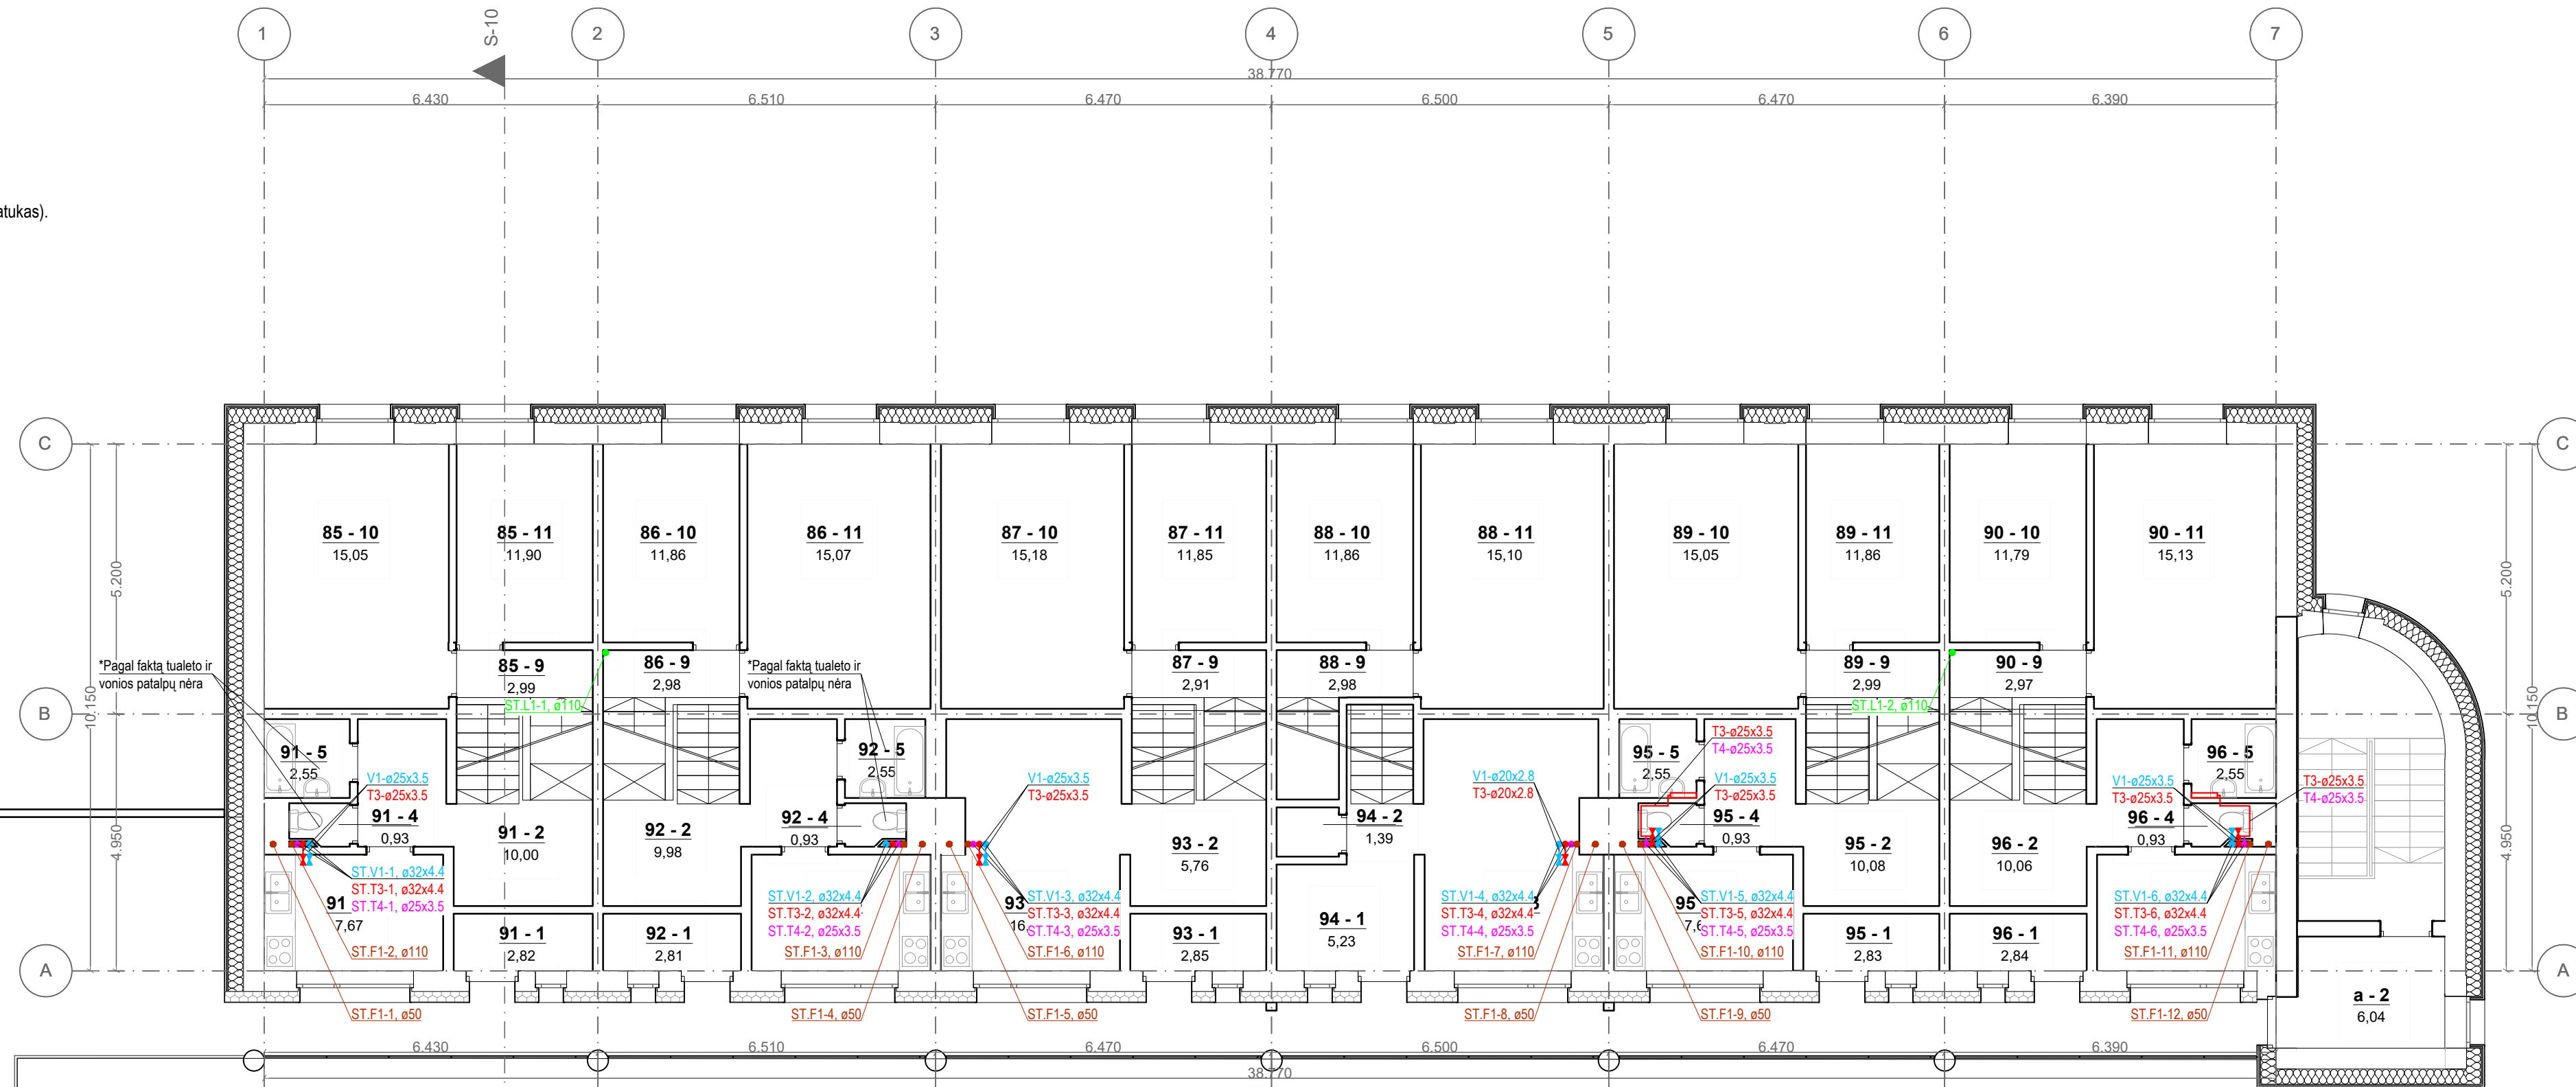 1
S-10
2
3
4
5
6
7
38.770
6.430
6.510
6.470
6.500
6.470
6.390
atukas).
C
C
85 - 10
15,05
85 - 11
11,90
86 - 10
11,86
86 - 11
15,07
87 - 10
15,18
87 - 11
11,85
88 - 10
11,86
88 - 11
15,10
89 - 10
15,05
89 - 11
11,86
90 - 10
11,79
90 - 11
15,13
5.200
5.200
10.150
10.150
*Pagal faktą tualeto ir
vonios patalpų nėra
85 - 9
2,99
86 - 9
2,98
*Pagal faktą tualeto ir
vonios patalpų nėra
87 - 9
2,91
88 - 9
2,98
89 - 9
2,99
90 - 9
2,97
ST.L1-1, ø110
ST.L1-2, ø110
B
B
91 - 5
2,55
92 - 5
2,55
95 - 5
2,55
96 - 5
2,55
T3-ø25x3.5
T4-ø25x3.5
V1-ø25x3.5
T3-ø25x3.5
V1-ø25x3.5
T3-ø25x3.5
V1-ø20x2.8
T3-ø20x2.8
V1-ø25x3.5
T3-ø25x3.5
V1-ø25x3.5
T3-ø25x3.5
T3-ø25x3.5
T4-ø25x3.5
91 - 4
0,93
91 - 2
10,00
92 - 2
9,98
92 - 4
0,93
93 - 2
5,76
94 - 2
1,39
95 - 4
0,93
95 - 2
10,08
96 - 2
10,06
96 - 4
0,93
4.950
4.950
ST.V1-1, ø32x4.4
ST.T3-1, ø32x4.4
ST.T4-1, ø25x3.5
91
7,67
ST.F1-2, ø110
ST.V1-2, ø32x4.4
ST.T3-2, ø32x4.4
ST.T4-2, ø25x3.5
ST.F1-3, ø110
93
16,
ST.V1-3, ø32x4.4
ST.T3-3, ø32x4.4
ST.T4-3, ø25x3.5
ST.F1-6, ø110
ST.V1-4, ø32x4.4
ST.T3-4, ø32x4.4
ST.T4-4, ø25x3.5
ST.F1-7, ø110
95
7,6
ST.V1-5, ø32x4.4
ST.T3-5, ø32x4.4
ST.T4-5, ø25x3.5
ST.F1-10, ø110
ST.V1-6, ø32x4.4
ST.T3-6, ø32x4.4
ST.T4-6, ø25x3.5
ST.F1-11, ø110
91 - 1
2,82
92 - 1
2,81
93 - 1
2,85
94 - 1
5,23
95 - 1
2,83
96 - 1
2,84
A
A
a - 2
6,04
ST.F1-1, ø50
ST.F1-4, ø50
ST.F1-5, ø50
ST.F1-8, ø50
ST.F1-9, ø50
ST.F1-12, ø50
6.430
6.510
6.470
6.500
6.470
6.390
38.770